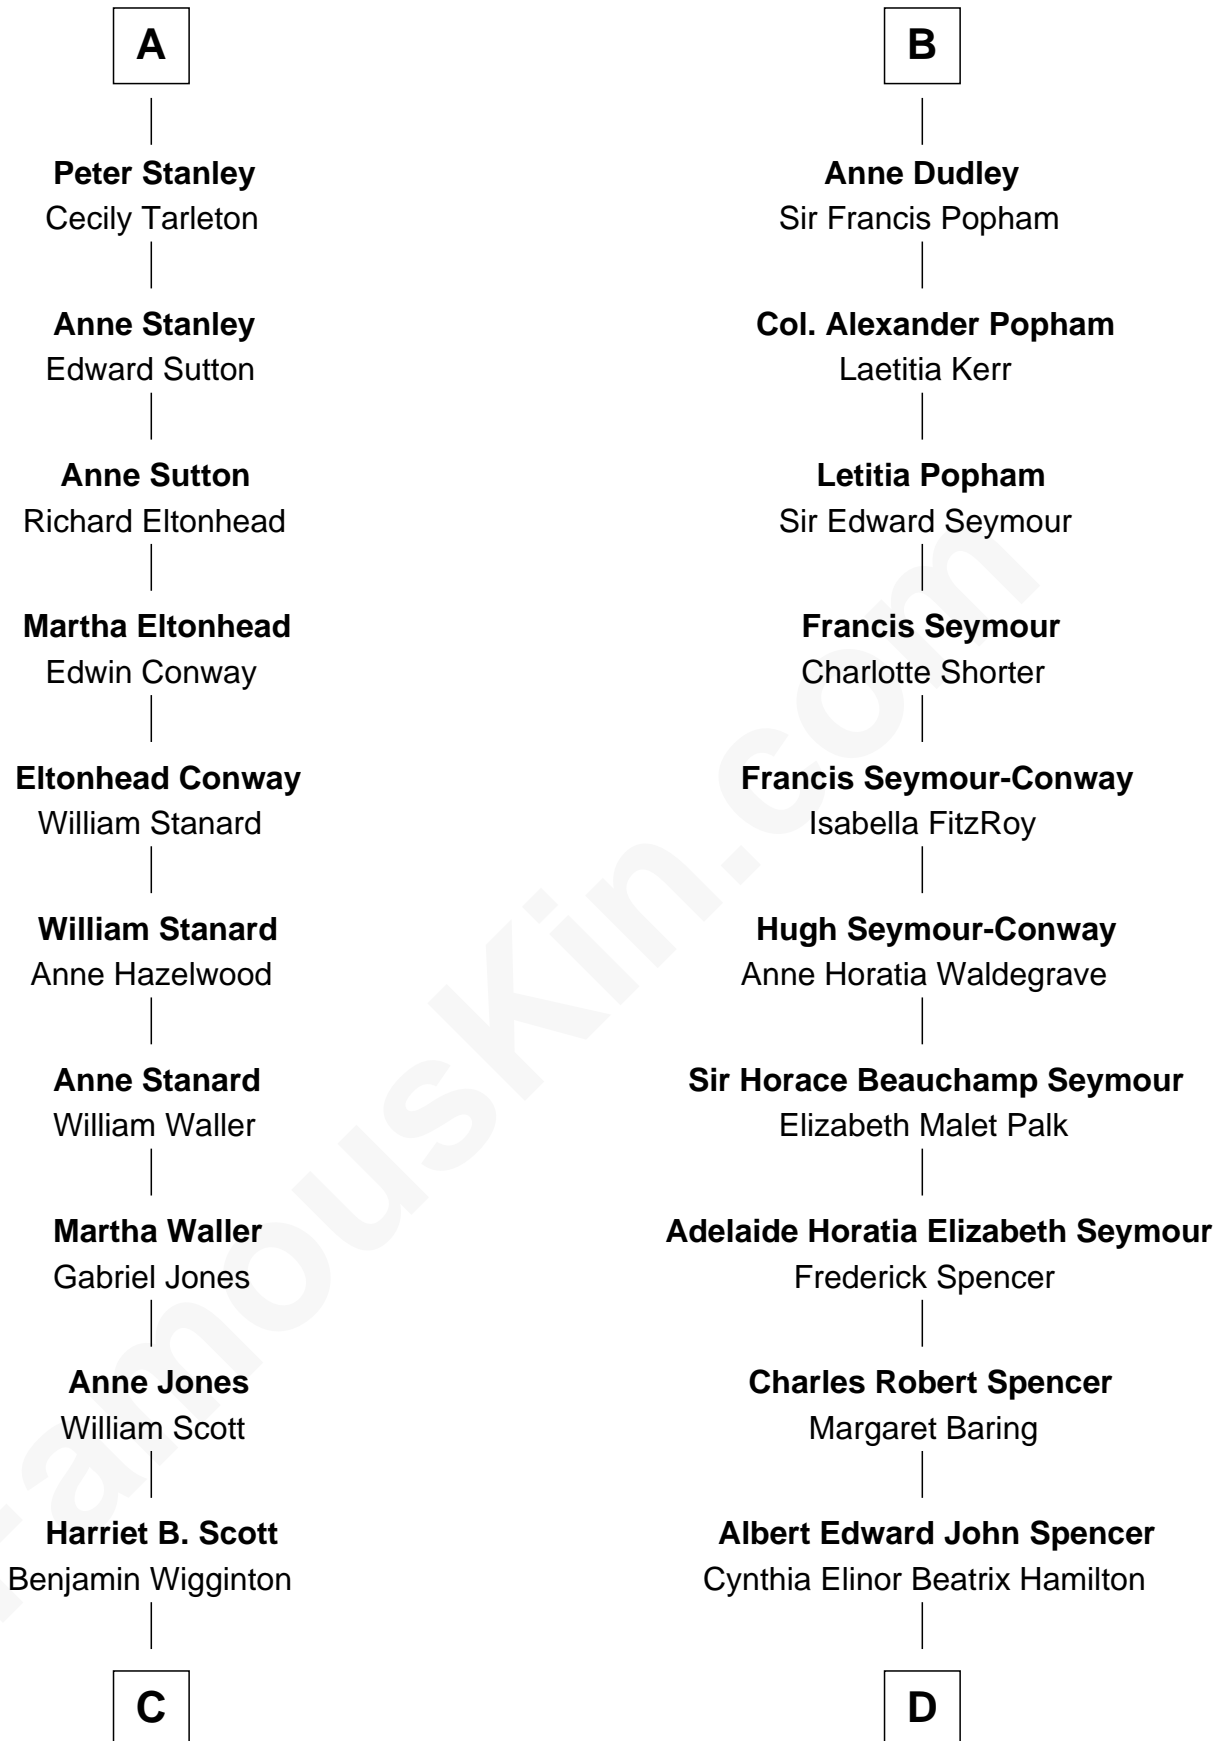 A
Peter Stanley
Cecily Tarleton
Anne Stanley
Edward Sutton
Anne Sutton
Richard Eltonhead
Martha Eltonhead
Edwin Conway
Eltonhead Conway
William Stanard
William Stanard
Anne Hazelwood
Anne Stanard
William Waller
Martha Waller
Gabriel Jones
Anne Jones
William Scott
Harriet B. Scott
Benjamin Wigginton
C
B
Anne Dudley
Sir Francis Popham
Col. Alexander Popham
Laetitia Kerr
Letitia Popham
Sir Edward Seymour
Francis Seymour
Charlotte Shorter
Francis Seymour-Conway
Isabella FitzRoy
Hugh Seymour-Conway
Anne Horatia Waldegrave
Sir Horace Beauchamp Seymour
Elizabeth Malet Palk
Adelaide Horatia Elizabeth Seymour
Frederick Spencer
Charles Robert Spencer
Margaret Baring
Albert Edward John Spencer
Cynthia Elinor Beatrix Hamilton
D
FamousKin.com